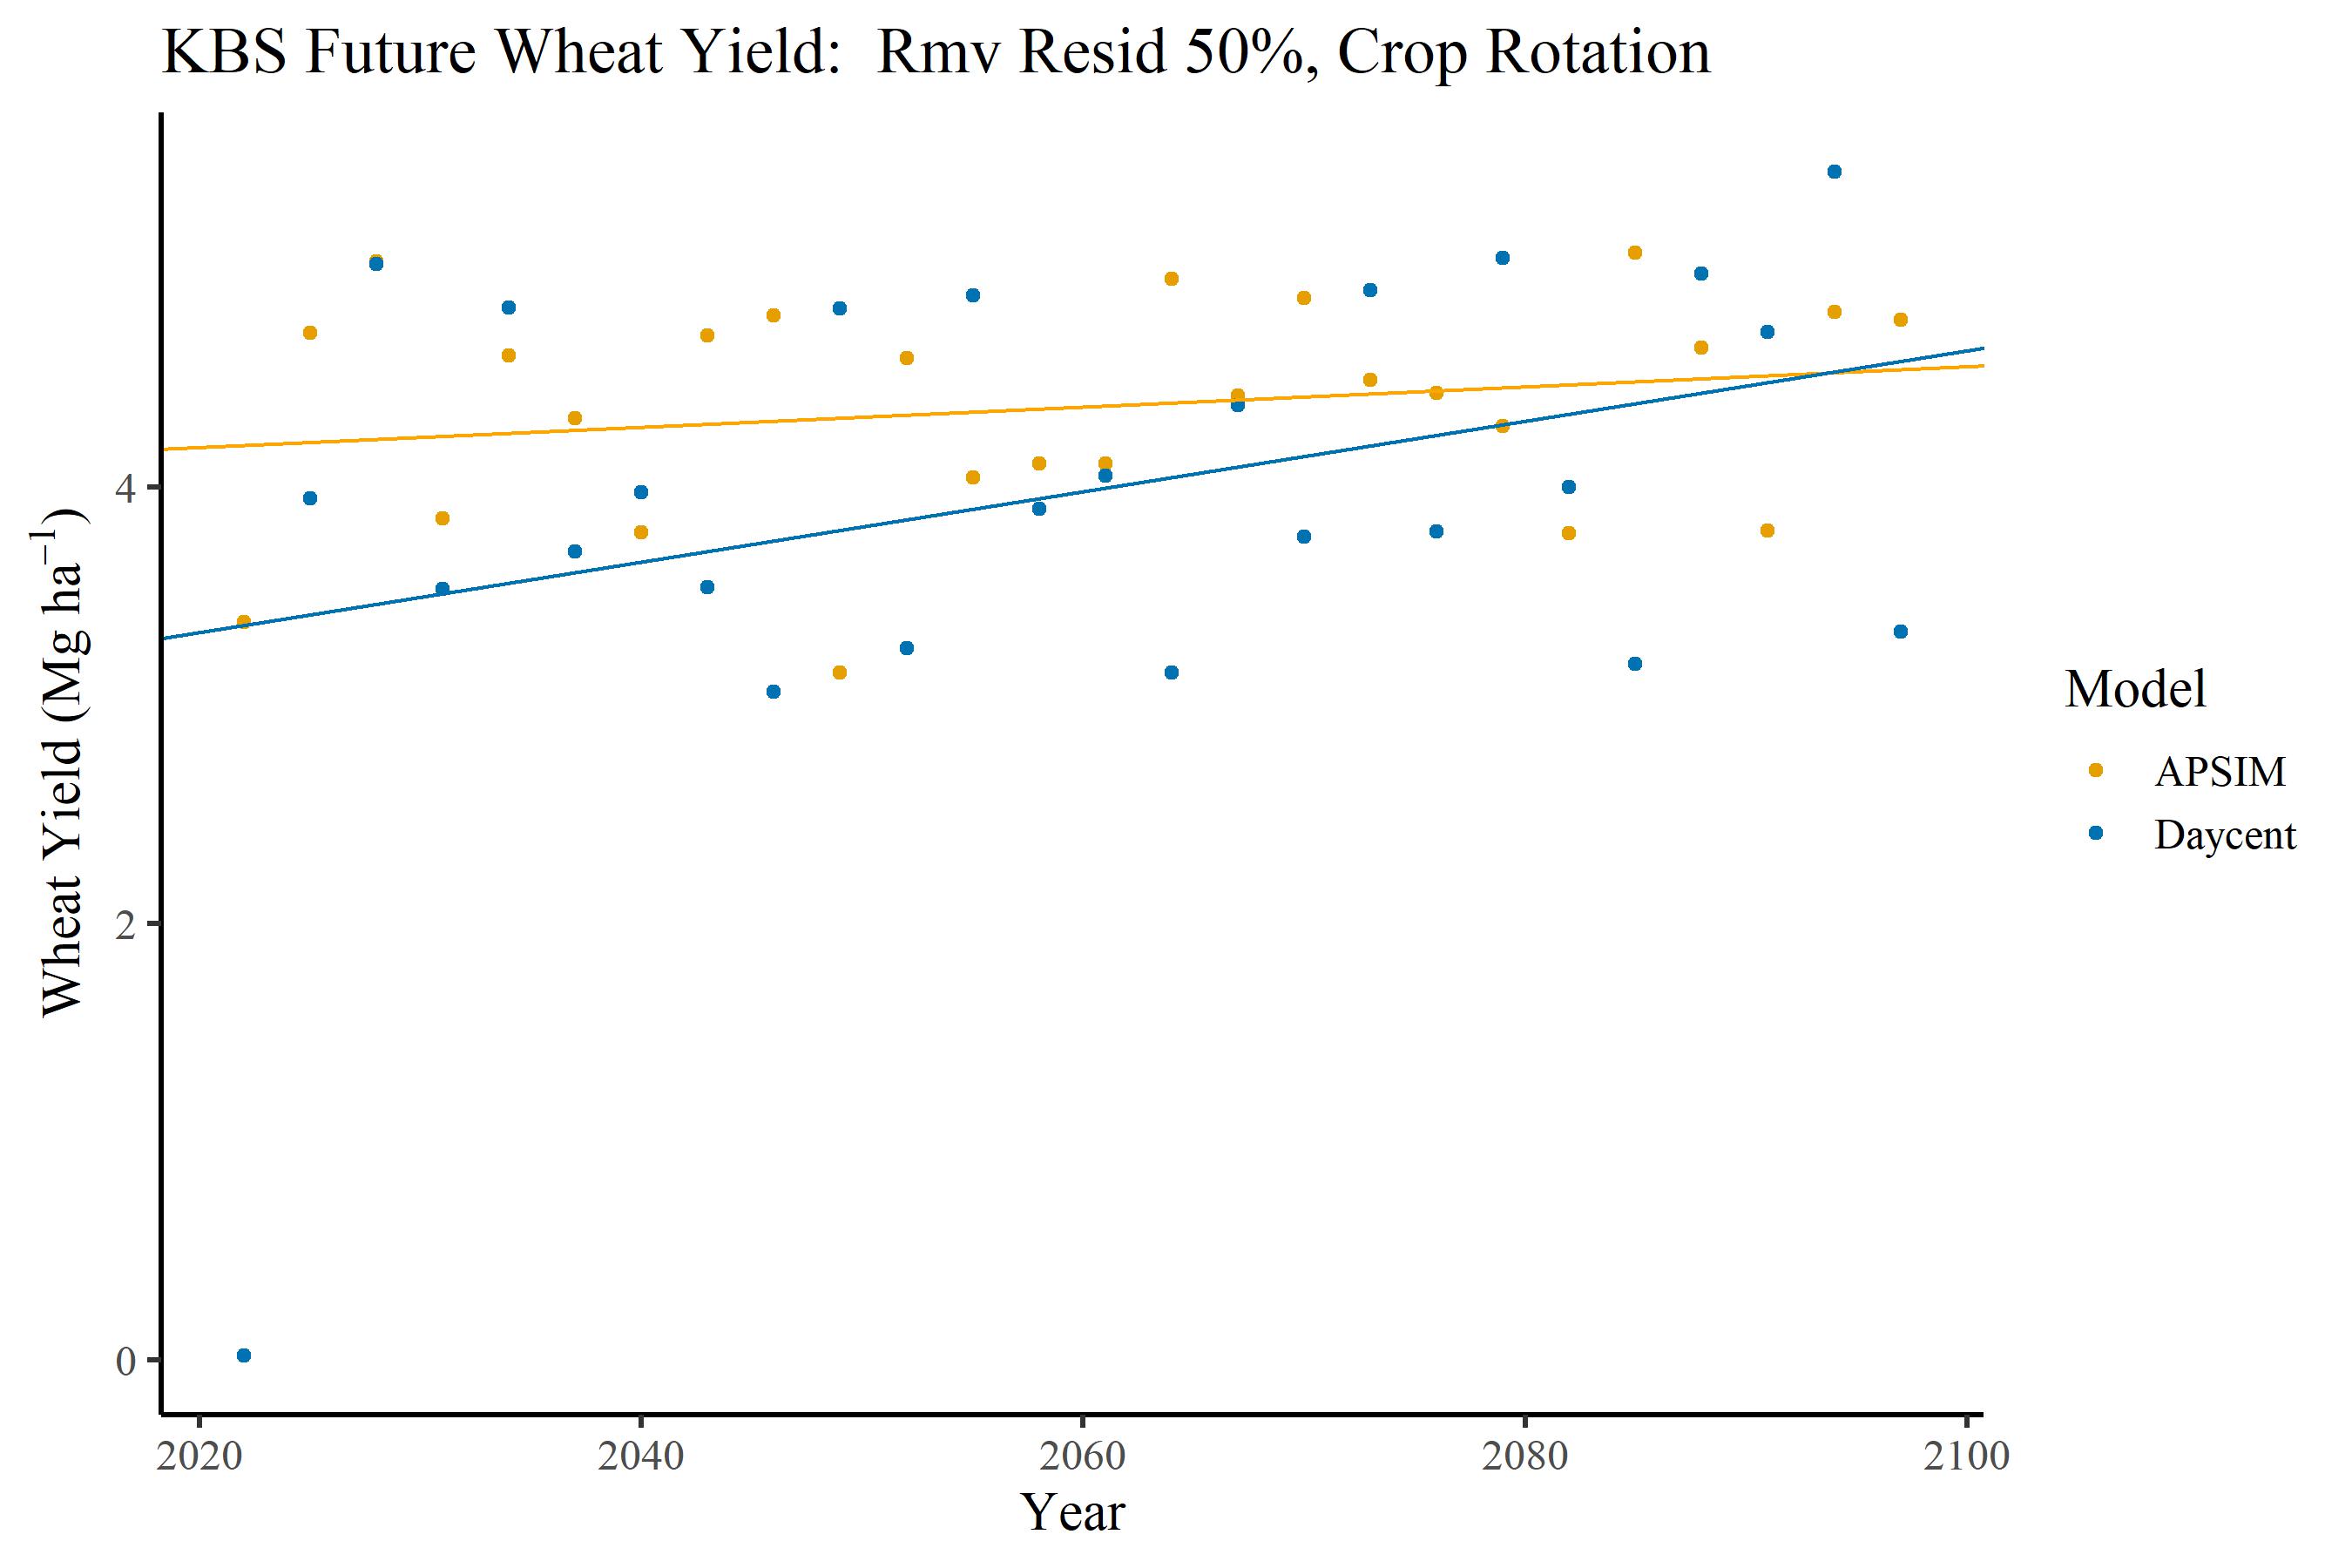 KBS Future Wheat Yield:  Rmv Resid 50%, Crop Rotation
Wheat Yield (Mg ha⁻¹)
4
2
0
2020 2040 2060 2080 2100
Year
Model
APSIM
Daycent